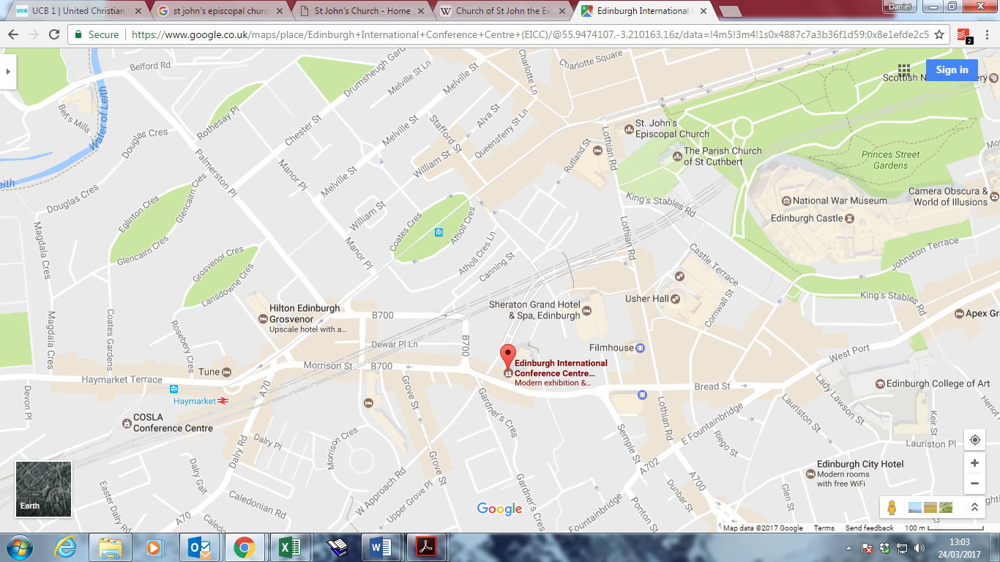 UCB 1 | United Christian
st john's episcopal churc
St John's Church - Home
Church of St John the Ev
Edinburgh International
Daniel
Secure
https://www.google.co.uk/maps/place/Edinburgh+International+Conference+Centre+(EICC)/@55.9474107,-3.210163,16z/data=!4m5!3m4!1s0x4887c7a3b36f1d59:0x8e1efde2c5
2
Sign in
Belford Rd
Drumsheugh Gar
Melville St Ln
Melville St
Charlotte Ln
Charlotte Square
Water of Leith
Bel's Mills
Rothesay Pl
Chester St
Stafford St
Alva St
Queensferry St Ln
St. John's
Episcopal Church
The Parish Church
of St Cuthbert
Princes Street
Gardens
Douglas Cres
Palmerston Pl
Manor Pl
Melville St
William St
Rutland St
Lothian Rd
eith
Douglas Cres
Eglinton Cres
Glencairn Cres
King's Stables Rd
National War Museum
Edinburgh Castle
Camera Obscura &
World of Illusions
Magdala Cres
Glencairn Cres
Grosvenor Cres
Lansdowne Cres
William St
Manor Pl
Coates Cres
Atholl Cres
Atholl Cres Ln
Canning St
Lothian Rd
Castle Terrace
Johnston Terrace
Usher Hall
Cornwall St
King's Stables Rd
Apex Gra
Hilton Edinburgh
Grosvenor
Upscale hotel with a...
B700
Sheraton Grand Hotel
& Spa, Edinburgh
Magdala Cres
Coates Gardens
Rosebery Cres
Dewar Pl Ln
B700
Filmhouse
West Port
Tune
Morrison St
B700
Edinburgh International
Conference Centre...
Modern exhibition &...
Haymarket Terrace
Haymarket
A70
Bread St
Edinburgh College of Art
Devon Pl
COSLA
Conference Centre
Grove St
Gardner's Cres
Lothian Rd
E Fountainbridge
Lauriston St
Lady Lawson St
Keir St
Heriot
Dalry Rd
Dalry Pl
Morrison Cres
Semple St
Riego St
Lauriston Pl
Dalry Gait
Grove St
A702
A700
Edinburgh City Hotel
Modern rooms
with free WiFi
Easter Dalry Rd
Caledonian Rd
A70
W Approach Rd
Upper Grove Pl
Gardner's Cres
Fountainbridge
Ponton St
Dunbar St
Glen St
Earth
Google
Map data ©2017 Google
Terms
Send feedback
100 m
13:03
24/03/2017